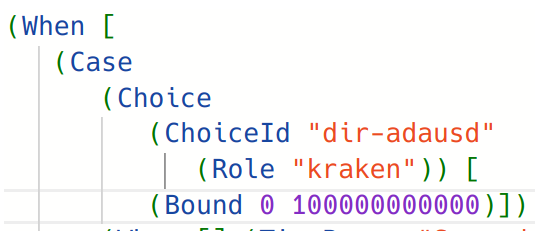 (When [
(Case
(Choice
(ChoiceId "dir-adausd"
(Role "kraken")) [
(Bound 0 100000000000)])